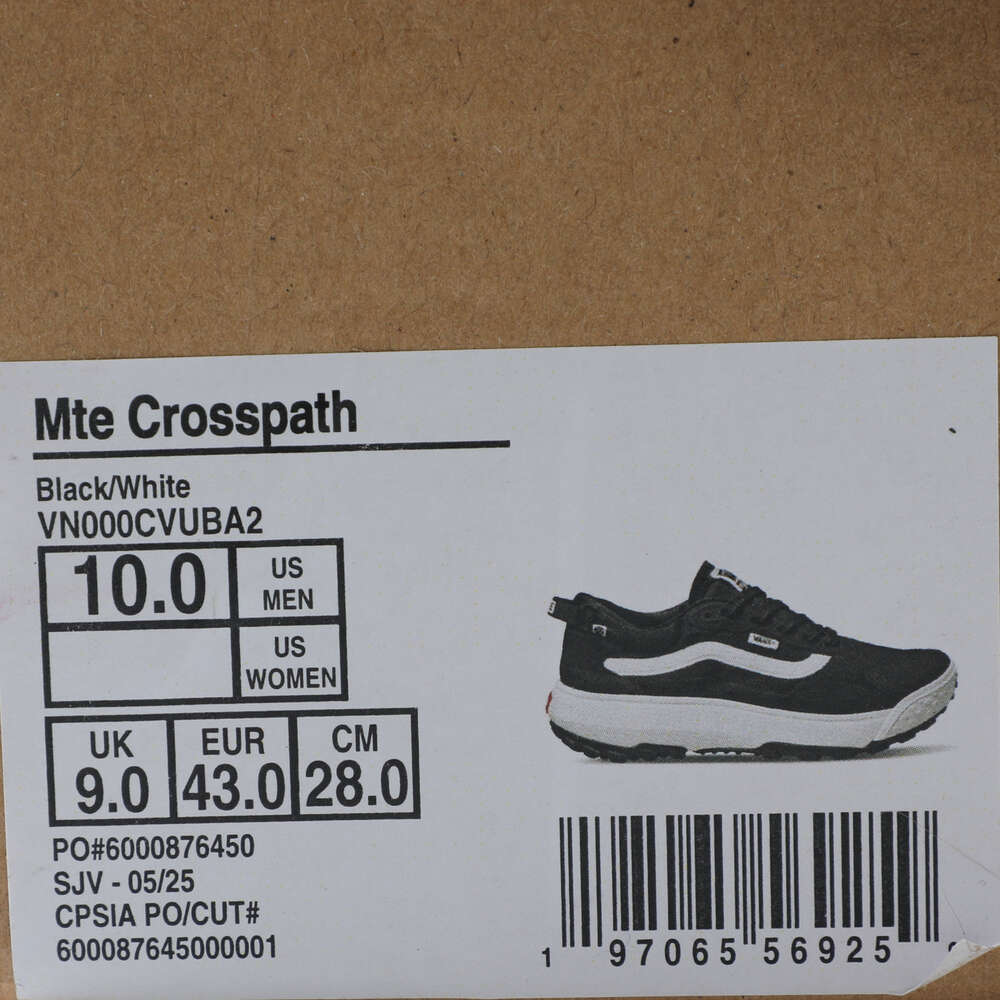 Mte Crosspath
Black/White
VN000CVUBA2
10.0 US MEN
US WOMEN
UK EUR CM
9.0 43.0 28.0
PO#6000876450
SJV - 05/25
CPSIA PO/CUT#
600087645000001
VANS
1 97065 56925